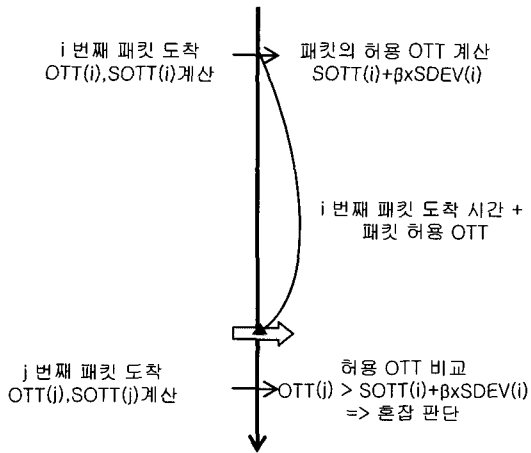 i 번째 패킷 도착
OTT(i),SOTT(i)계산
패킷의 허용 OTT 계산
SOTT(i)+βxSDEV(i)
i 번째 패킷 도착 시간 +
패킷 허용 OTT
j 번째 패킷 도착
OTT(j),SOTT(j)계산
허용 OTT 비교
OTT(j) > SOTT(i)+βxSDEV(i)
=> 혼잡 판단